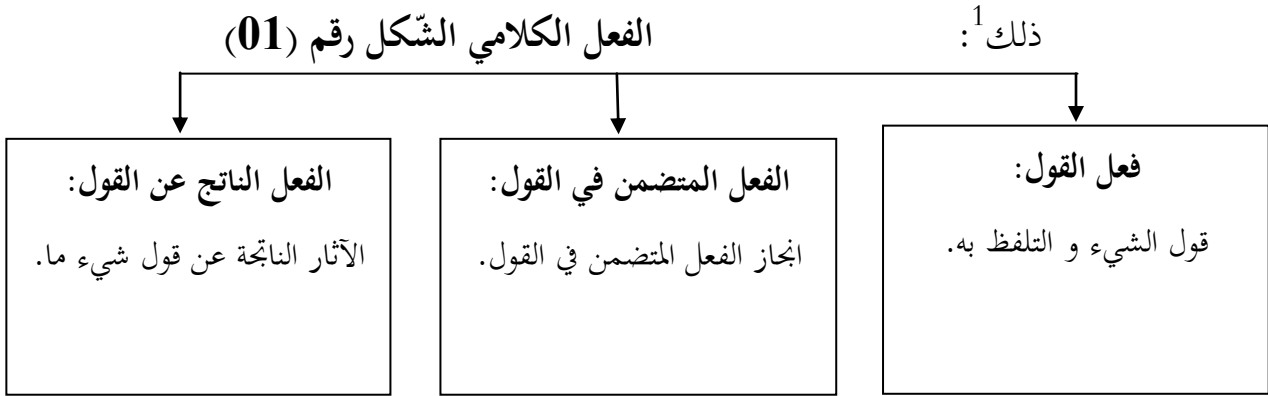 ذلك1:
الفعل الكلامي الشّكل رقم (01)
فعل القول:
قول الشيء و التلفظ به.
الفعل المتضمن في القول:
انجاز الفعل المتضمن في القول.
الفعل الناتج عن القول:
الآثار الناتجة عن قول شيء ما.